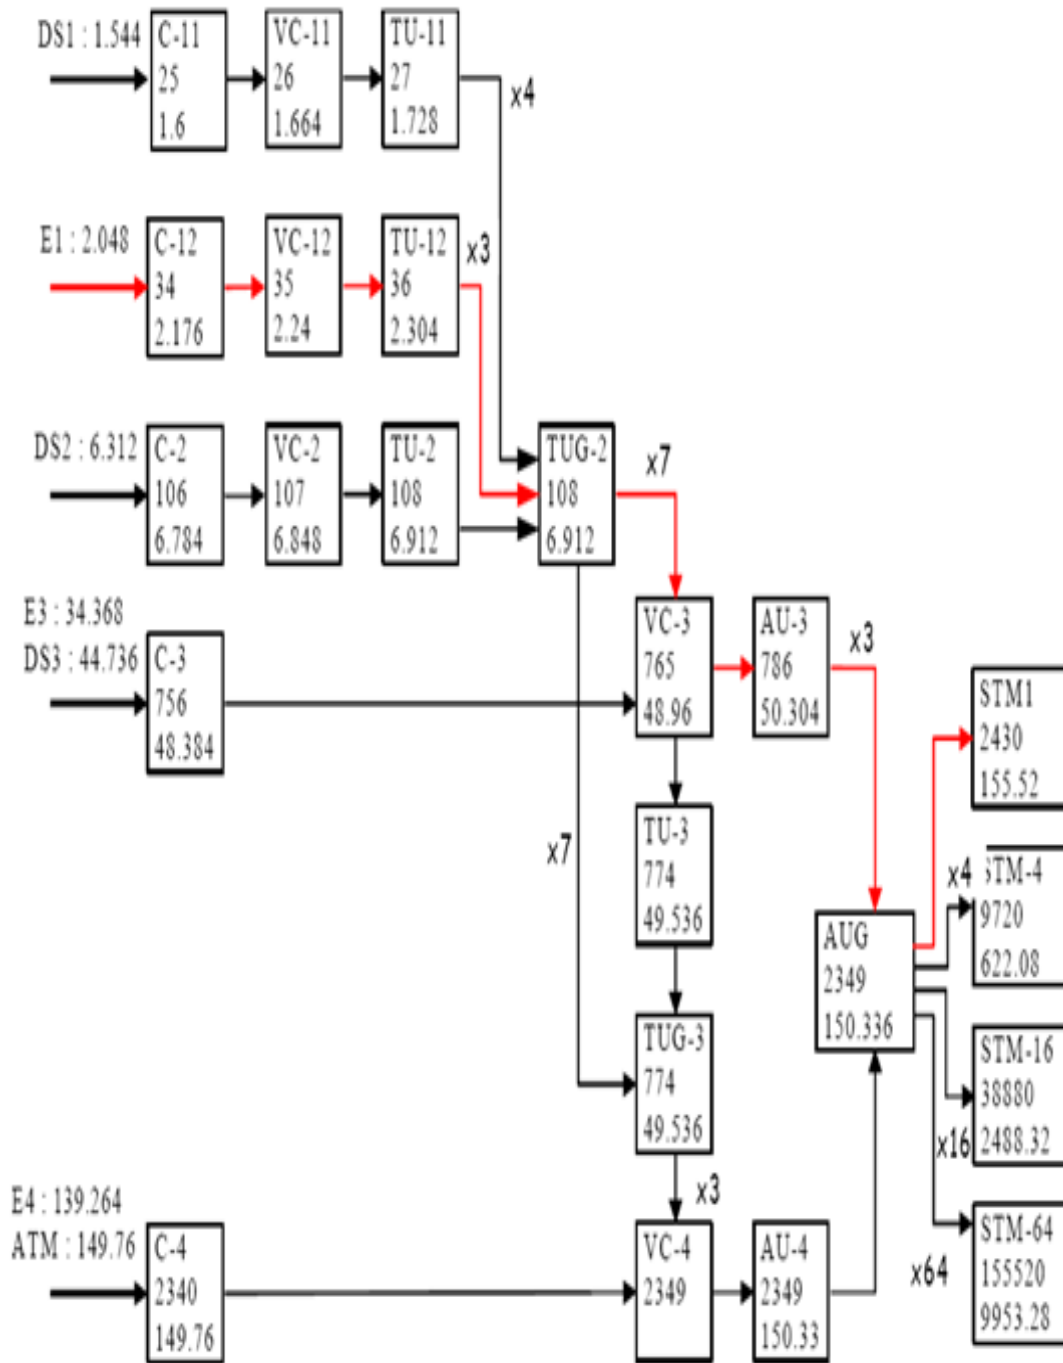 DS1 : 1.544
C-11
25
1.6
VC-11
26
1.664
TU-11
27
1.728
x4
E1 : 2.048
C-12
34
2.176
VC-12
35
2.24
TU-12
36
2.304
x3
DS2 : 6.312
C-2
106
6.784
VC-2
107
6.848
TU-2
108
6.912
TUG-2
108
6.912
x7
E3 : 34.368
DS3 : 44.736
C-3
756
48.384
VC-3
765
48.96
AU-3
786
50.304
x3
STM1
2430
155.52
x7
TU-3
774
49.536
x4
STM-4
9720
622.08
AUG
2349
150.336
TUG-3
774
49.536
STM-16
38880
2488.32
x16
x3
E4 : 139.264
ATM : 149.76
C-4
2340
149.76
VC-4
2349
AU-4
2349
150.33
x64
STM-64
155520
9953.28